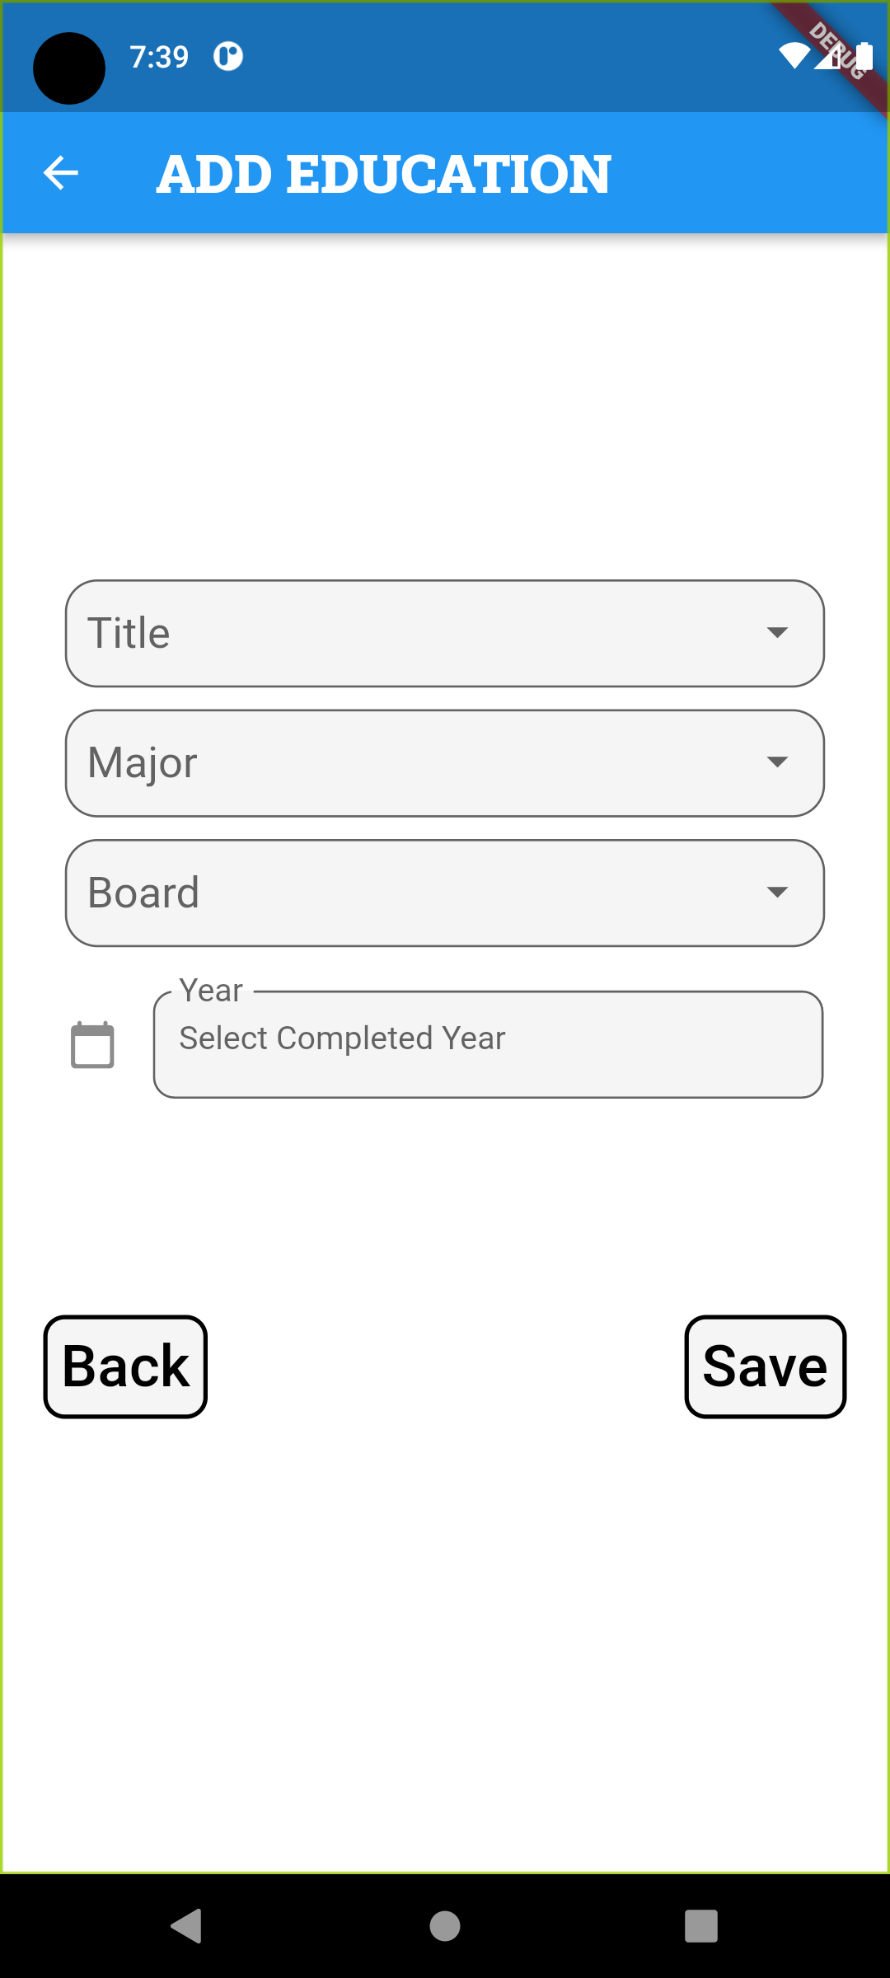 7:39
DEBUG
ADD EDUCATION
Title
Major
Board
Year
Select Completed Year
Back
Save